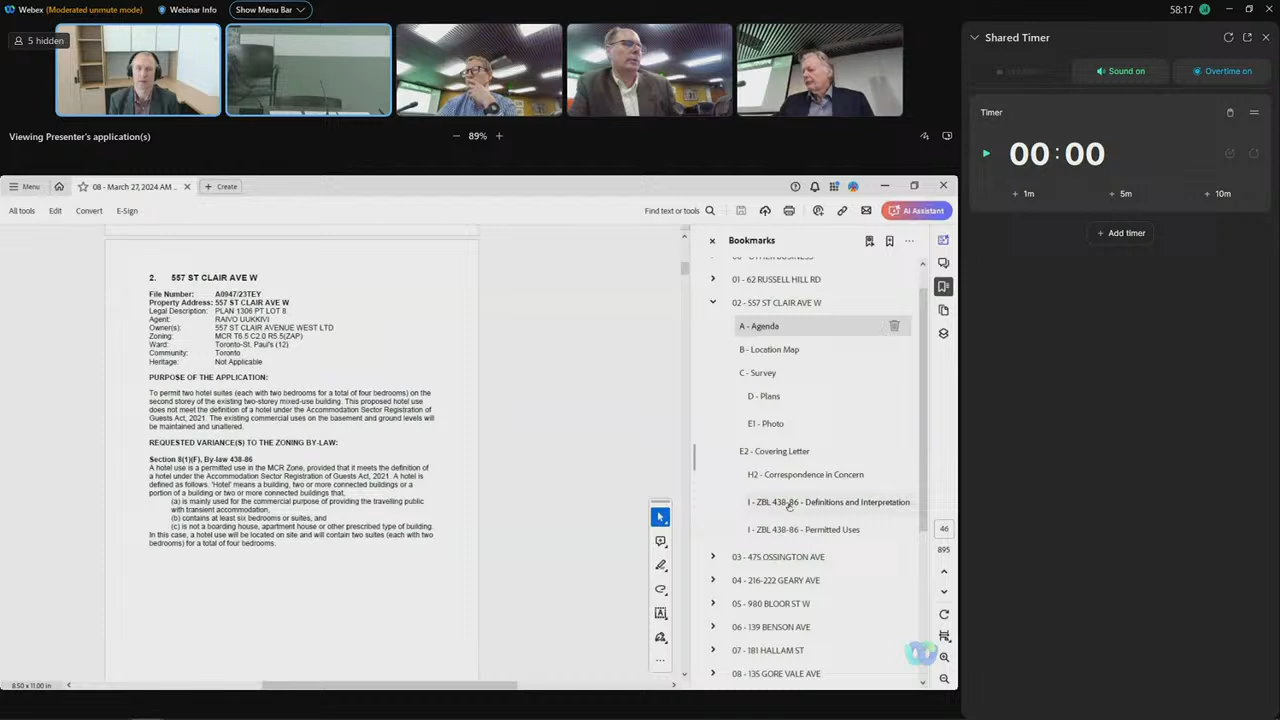 Webex (Moderated unmute mode) Webinar Info Show Menu Bar 58:17
5 hidden
Viewing Presenter's application(s) 89%
Shared Timer
Sound on Overtime on
Timer
00:00
+ 1m + 5m + 10m
+ Add timer
Menu 08 - March 27, 2024 AM ... + Create
All tools Edit Convert E-Sign Find text or tools AI Assistant
2. 557 ST CLAIR AVE W
File Number: A0947/23TEY
Property Address: 557 ST CLAIR AVE W
Legal Description: PLAN 1306 PT LOT 8
Agent: RAIVO UUKKIVI
Owner(s): 557 ST CLAIR AVENUE WEST LTD
Zoning: MCR T6.5 C2.0 R5.5(ZAP)
Ward: Toronto-St. Paul's (12)
Community: Toronto
Heritage: Not Applicable
PURPOSE OF THE APPLICATION:
To permit two hotel suites (each with two bedrooms for a total of four bedrooms) on the
second storey of the existing two-storey mixed-use building. This proposed hotel use
does not meet the definition of a hotel under the Accommodation Sector Registration of
Guests Act, 2021. The existing commercial uses on the basement and ground levels will
be maintained and unaltered.
REQUESTED VARIANCE(S) TO THE ZONING BY-LAW:
Section 8(1)(F), By-law 438-86
A hotel use is a permitted use in the MCR Zone, provided that it meets the definition of
a hotel under the Accommodation Sector Registration of Guests Act, 2021. A hotel is
defined as follows. 'Hotel' means a building, two or more connected buildings or a
portion of a building or two or more connected buildings that,
(a) is mainly used for the commercial purpose of providing the travelling public
with transient accommodation,
(b) contains at least six bedrooms or suites, and
(c) is not a boarding house, apartment house or other prescribed type of building.
In this case, a hotel use will be located on site and will contain two suites (each with two
bedrooms) for a total of four bedrooms.
8.50 x 11.00 in
Bookmarks
00 - OTHER BUSINESS
01 - 62 RUSSELL HILL RD
02 - 557 ST CLAIR AVE W
A - Agenda
B - Location Map
C - Survey
D - Plans
E1 - Photo
E2 - Covering Letter
H2 - Correspondence in Concern
I - ZBL 438-86 - Definitions and Interpretation
I - ZBL 438-86 - Permitted Uses
03 - 475 OSSINGTON AVE
04 - 216-222 GEARY AVE
05 - 980 BLOOR ST W
06 - 139 BENSON AVE
07 - 181 HALLAM ST
08 - 135 GORE VALE AVE
46
895